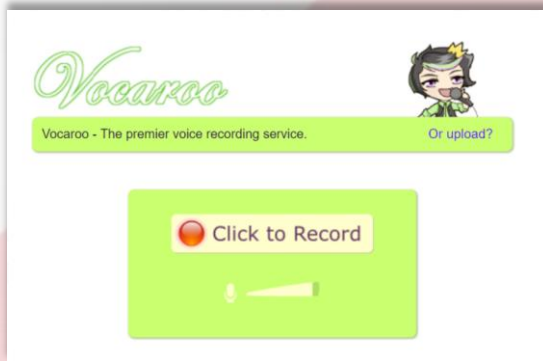 Vocaroo
Vocaroo - The premier voice recording service.
Or upload?
Click to Record